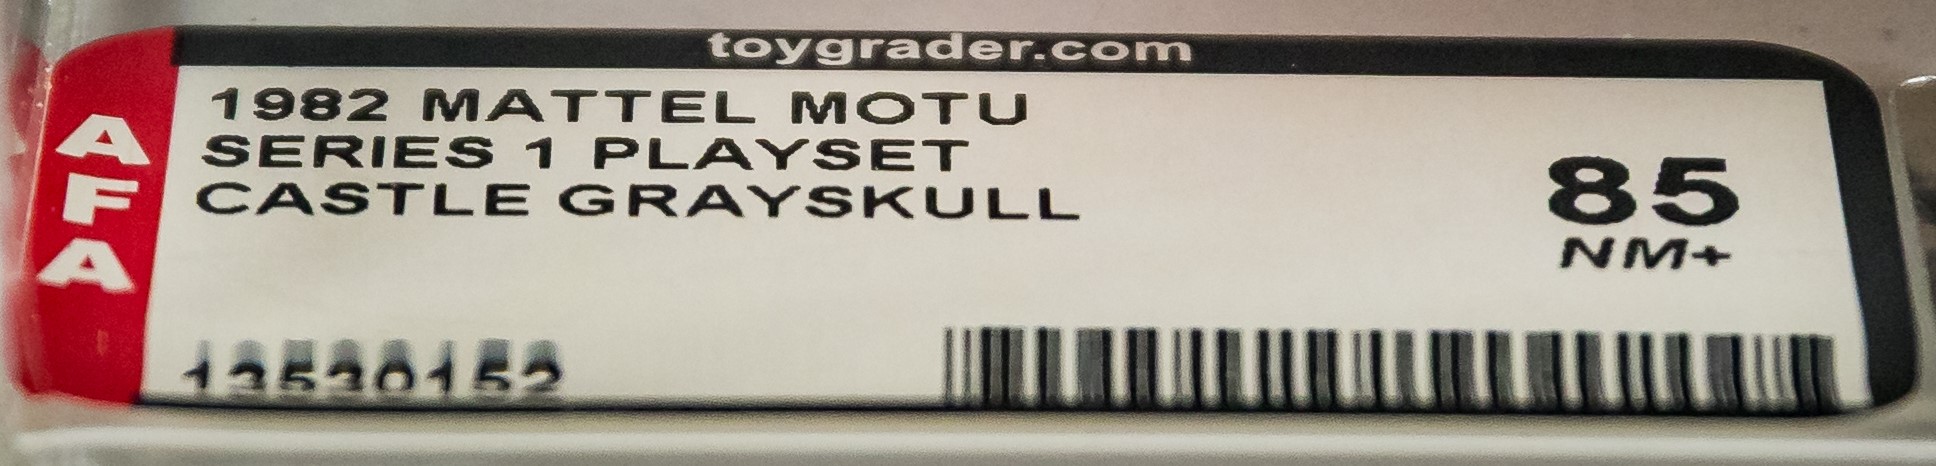 toygrader.com
AFA
1982 MATTEL MOTU
SERIES 1 PLAYSET
CASTLE GRAYSKULL
85
NM+